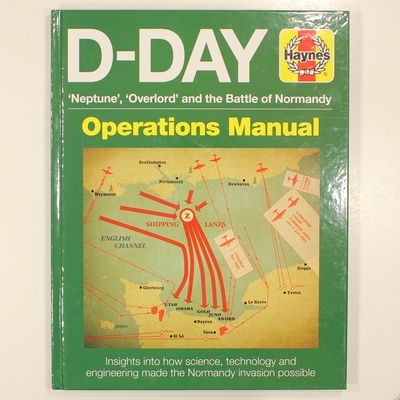 D-DAY
Haynes
'Neptune', 'Overlord' and the Battle of Normandy
Operations Manual
Southampton
Portsmouth
Newhaven
Weymouth
Z
SHIPPING LANES
ENGLISH
CHANNEL
Dieppe
Cherbourg
Yvetot
Le Havre
UTAH
OMAHA
GOLD
JUNO
SWORD
Bayeux
Caen
St Lô
Insights into how science, technology and
engineering made the Normandy invasion possible